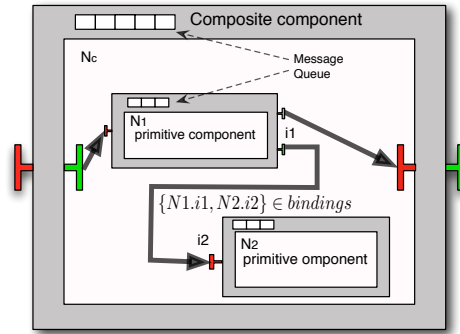 Composite component
Nc
Message
Queue
N1
primitive component
i1
{N1.i1, N2.i2} ∈ bindings
i2
N2
primitive omponent